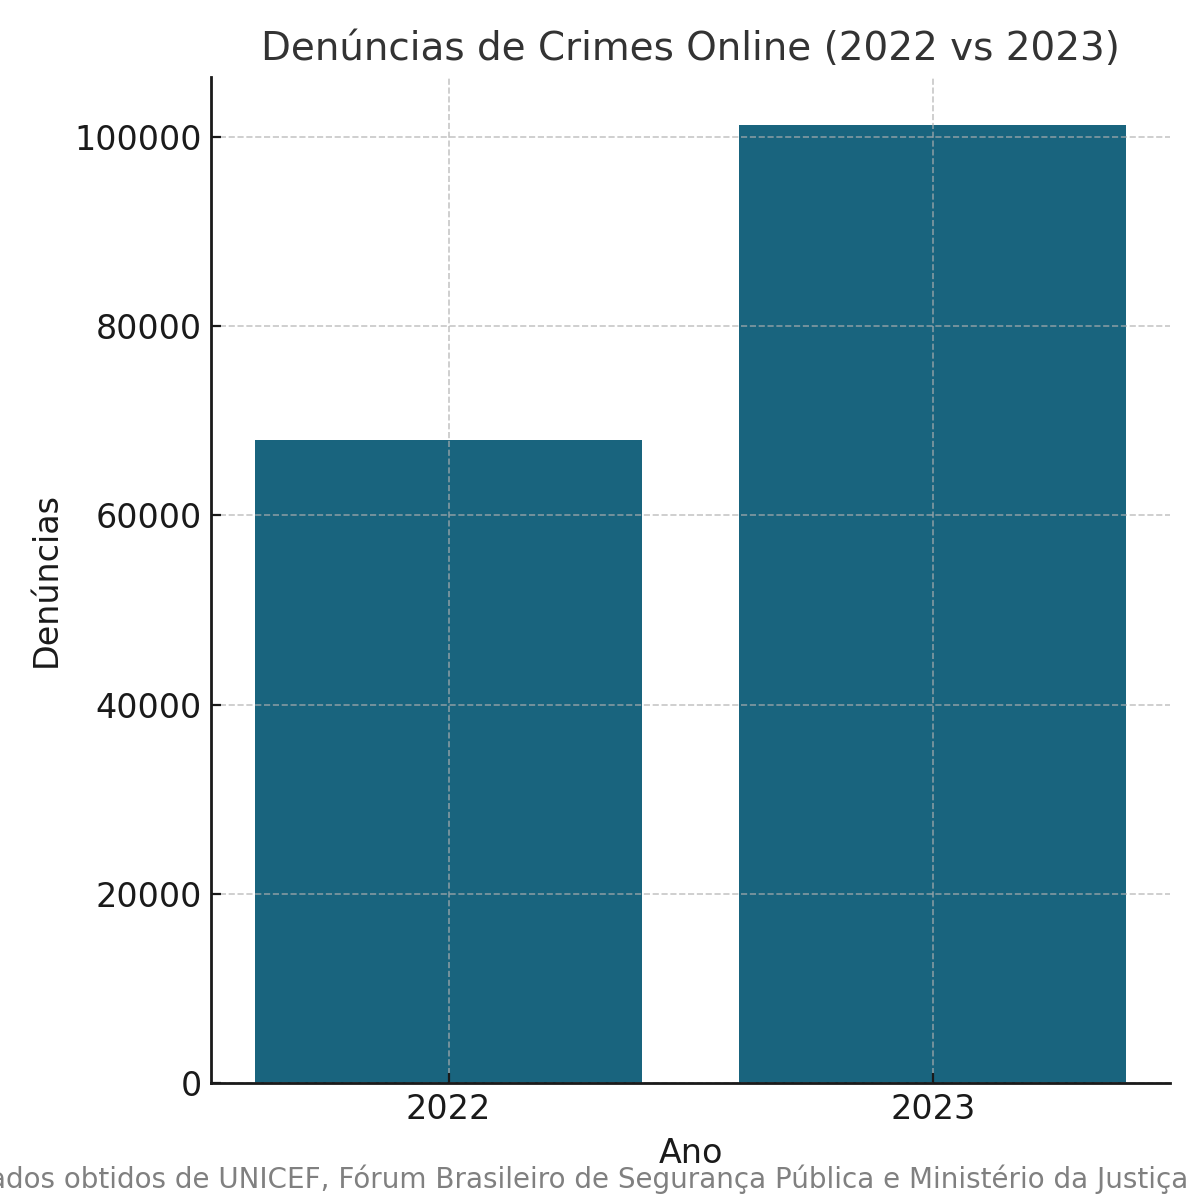 Denúncias de Crimes Online (2022 vs 2023)
100000
80000
60000
40000
20000
0
Denúncias
2022
2023
Ano
ados obtidos de UNICEF, Fórum Brasileiro de Segurança Pública e Ministério da Justiça